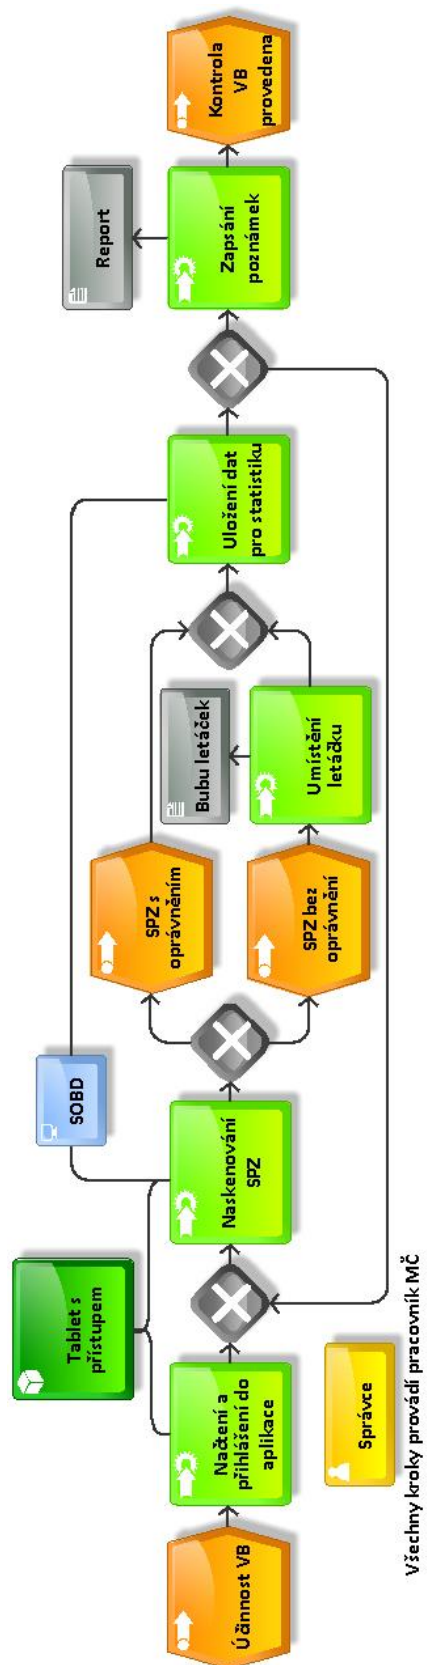 Účinnost VB
Načtení a
přihlášení do
aplikace
Tablet s
přístupem
Naskenování
SPZ
SOBD
SPZ s
oprávněním
SPZ bez
oprávnění
Bubu letáček
Umístění
letáčku
Uložení dat
pro statistiku
Zapsání
poznámek
Report
Kontrola
VB
provedena
Správce
Všechny kroky provádí pracovník MČ